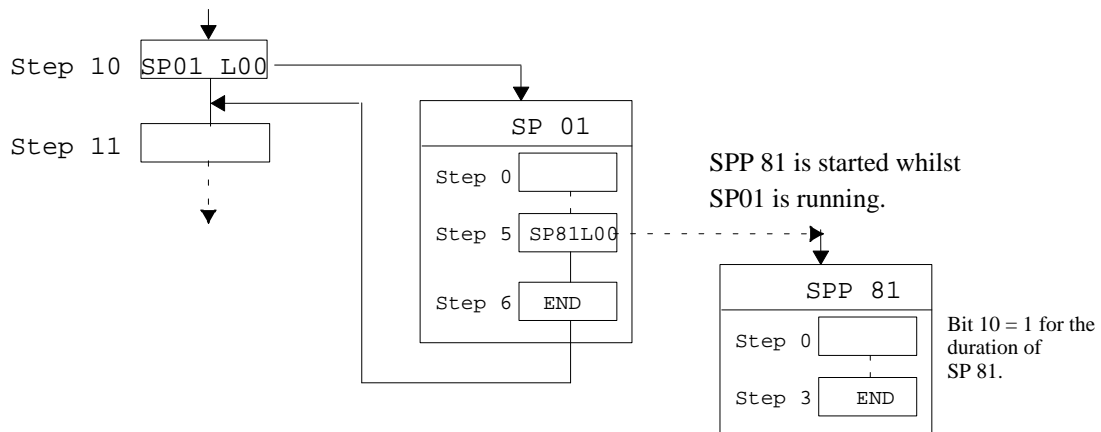 Step 10 SP01 L00
Step 11
SP 01
Step 0
Step 5 SP81L00
Step 6 END
SPP 81 is started whilst
SP01 is running.
SPP 81
Step 0
Step 3 END
Bit 10 = 1 for the
duration of
SP 81.